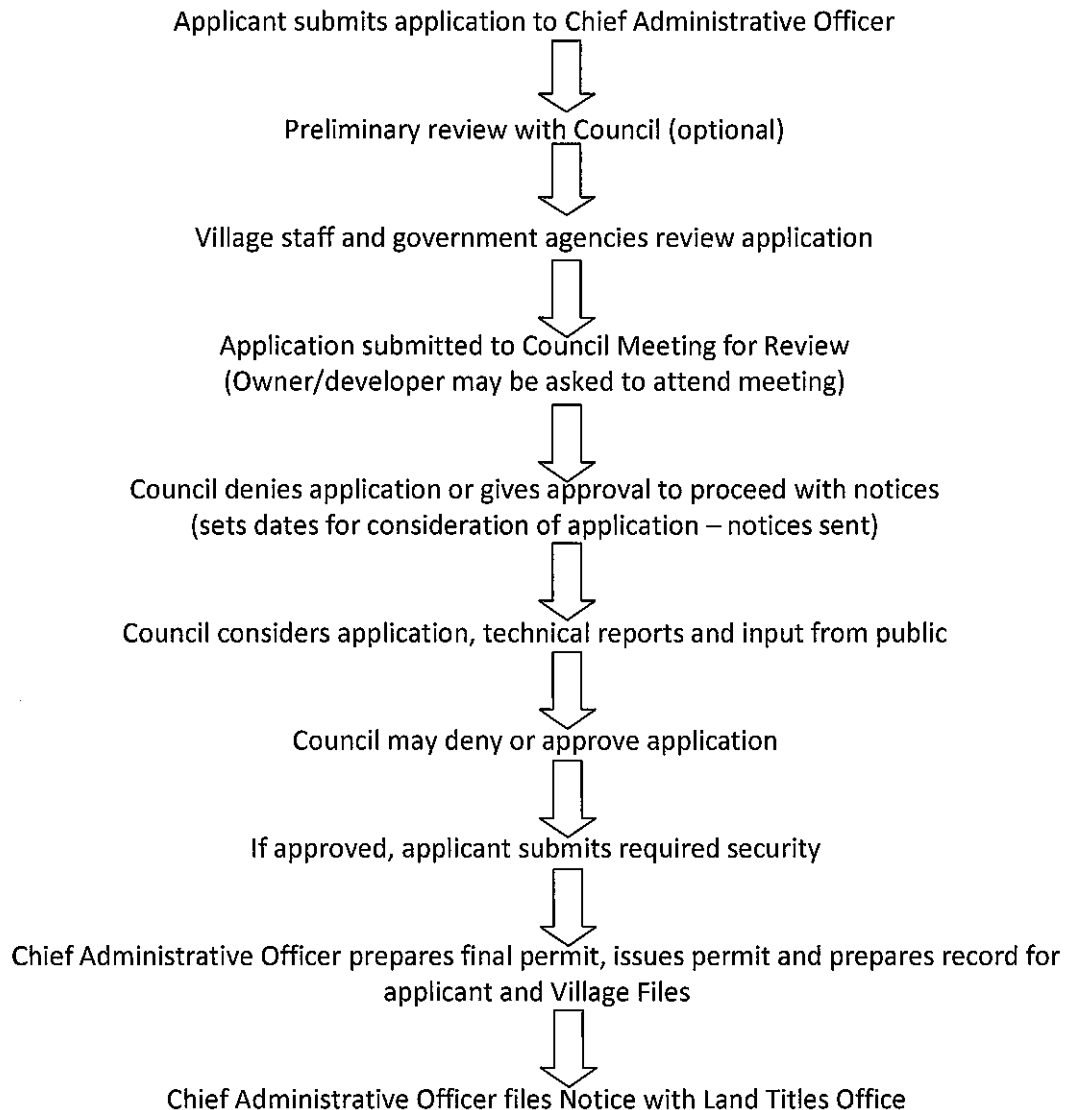 Applicant submits application to Chief Administrative Officer
Preliminary review with Council (optional)
Village staff and government agencies review application
Application submitted to Council Meeting for Review
(Owner/developer may be asked to attend meeting)
Council denies application or gives approval to proceed with notices
(sets dates for consideration of application – notices sent)
Council considers application, technical reports and input from public
Council may deny or approve application
If approved, applicant submits required security
Chief Administrative Officer prepares final permit, issues permit and prepares record for
applicant and Village Files
Chief Administrative Officer files Notice with Land Titles Office